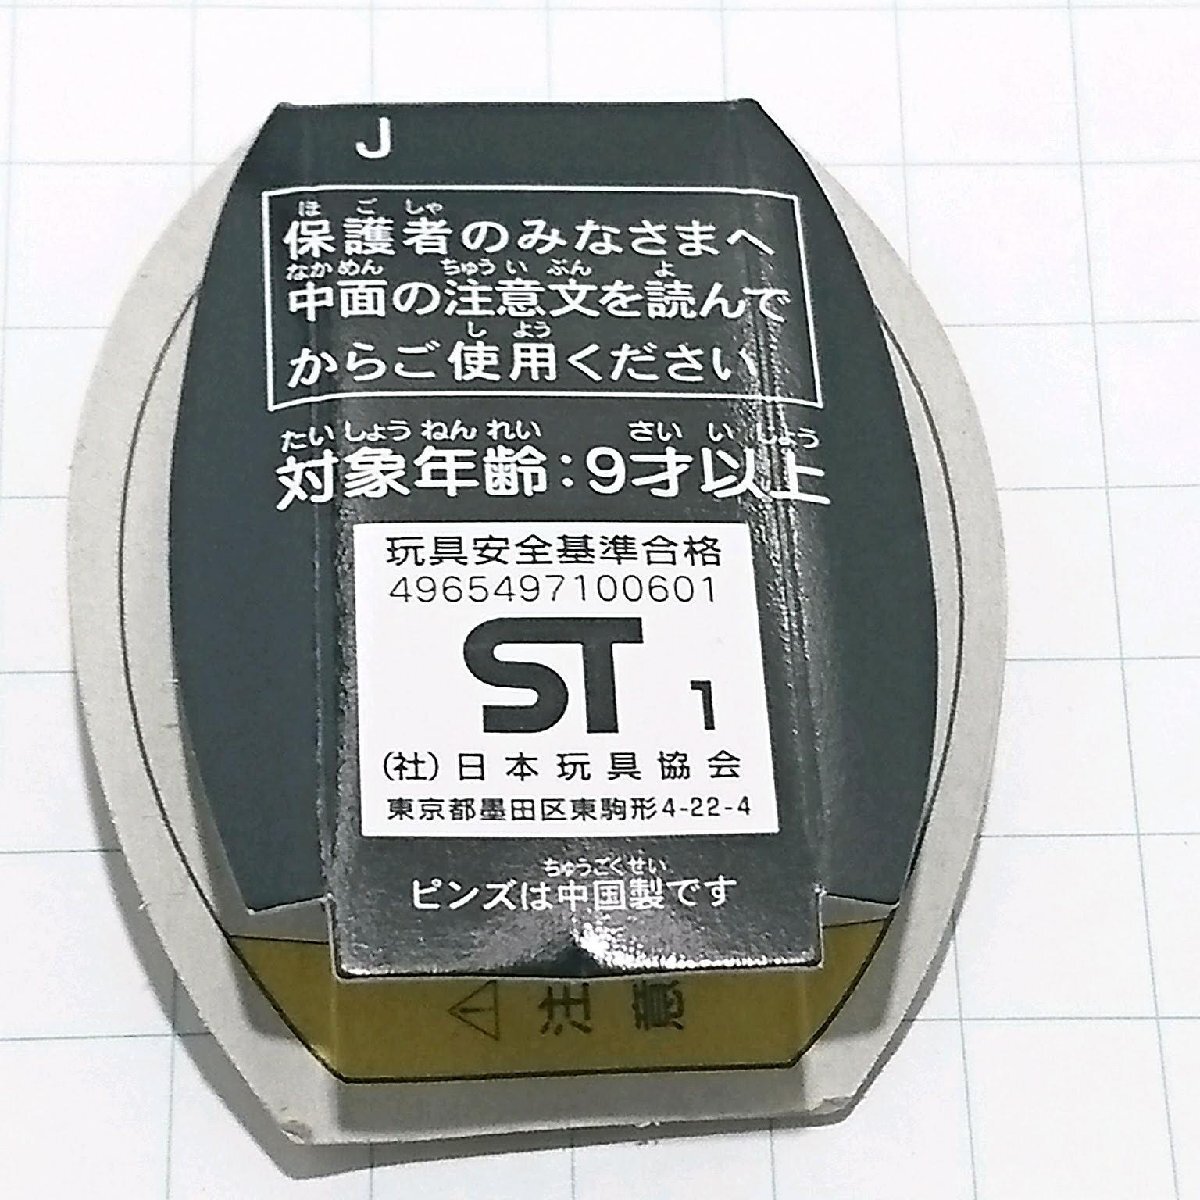 J
ほ ご しゃ
保護者のみなさまへ
なかめん ちゅう い ぶん よ
中面の注意文を読んで
し よう
からご使用ください
たい しょう ねん れい さい い しょう
対象年齢:9才以上
玩具安全基準合格
4965497100601
ST 1
(社)日本玩具協会
東京都墨田区東駒形4-22-4
ちゅうごくせい
ピンズは中国製です
⚠ 注意